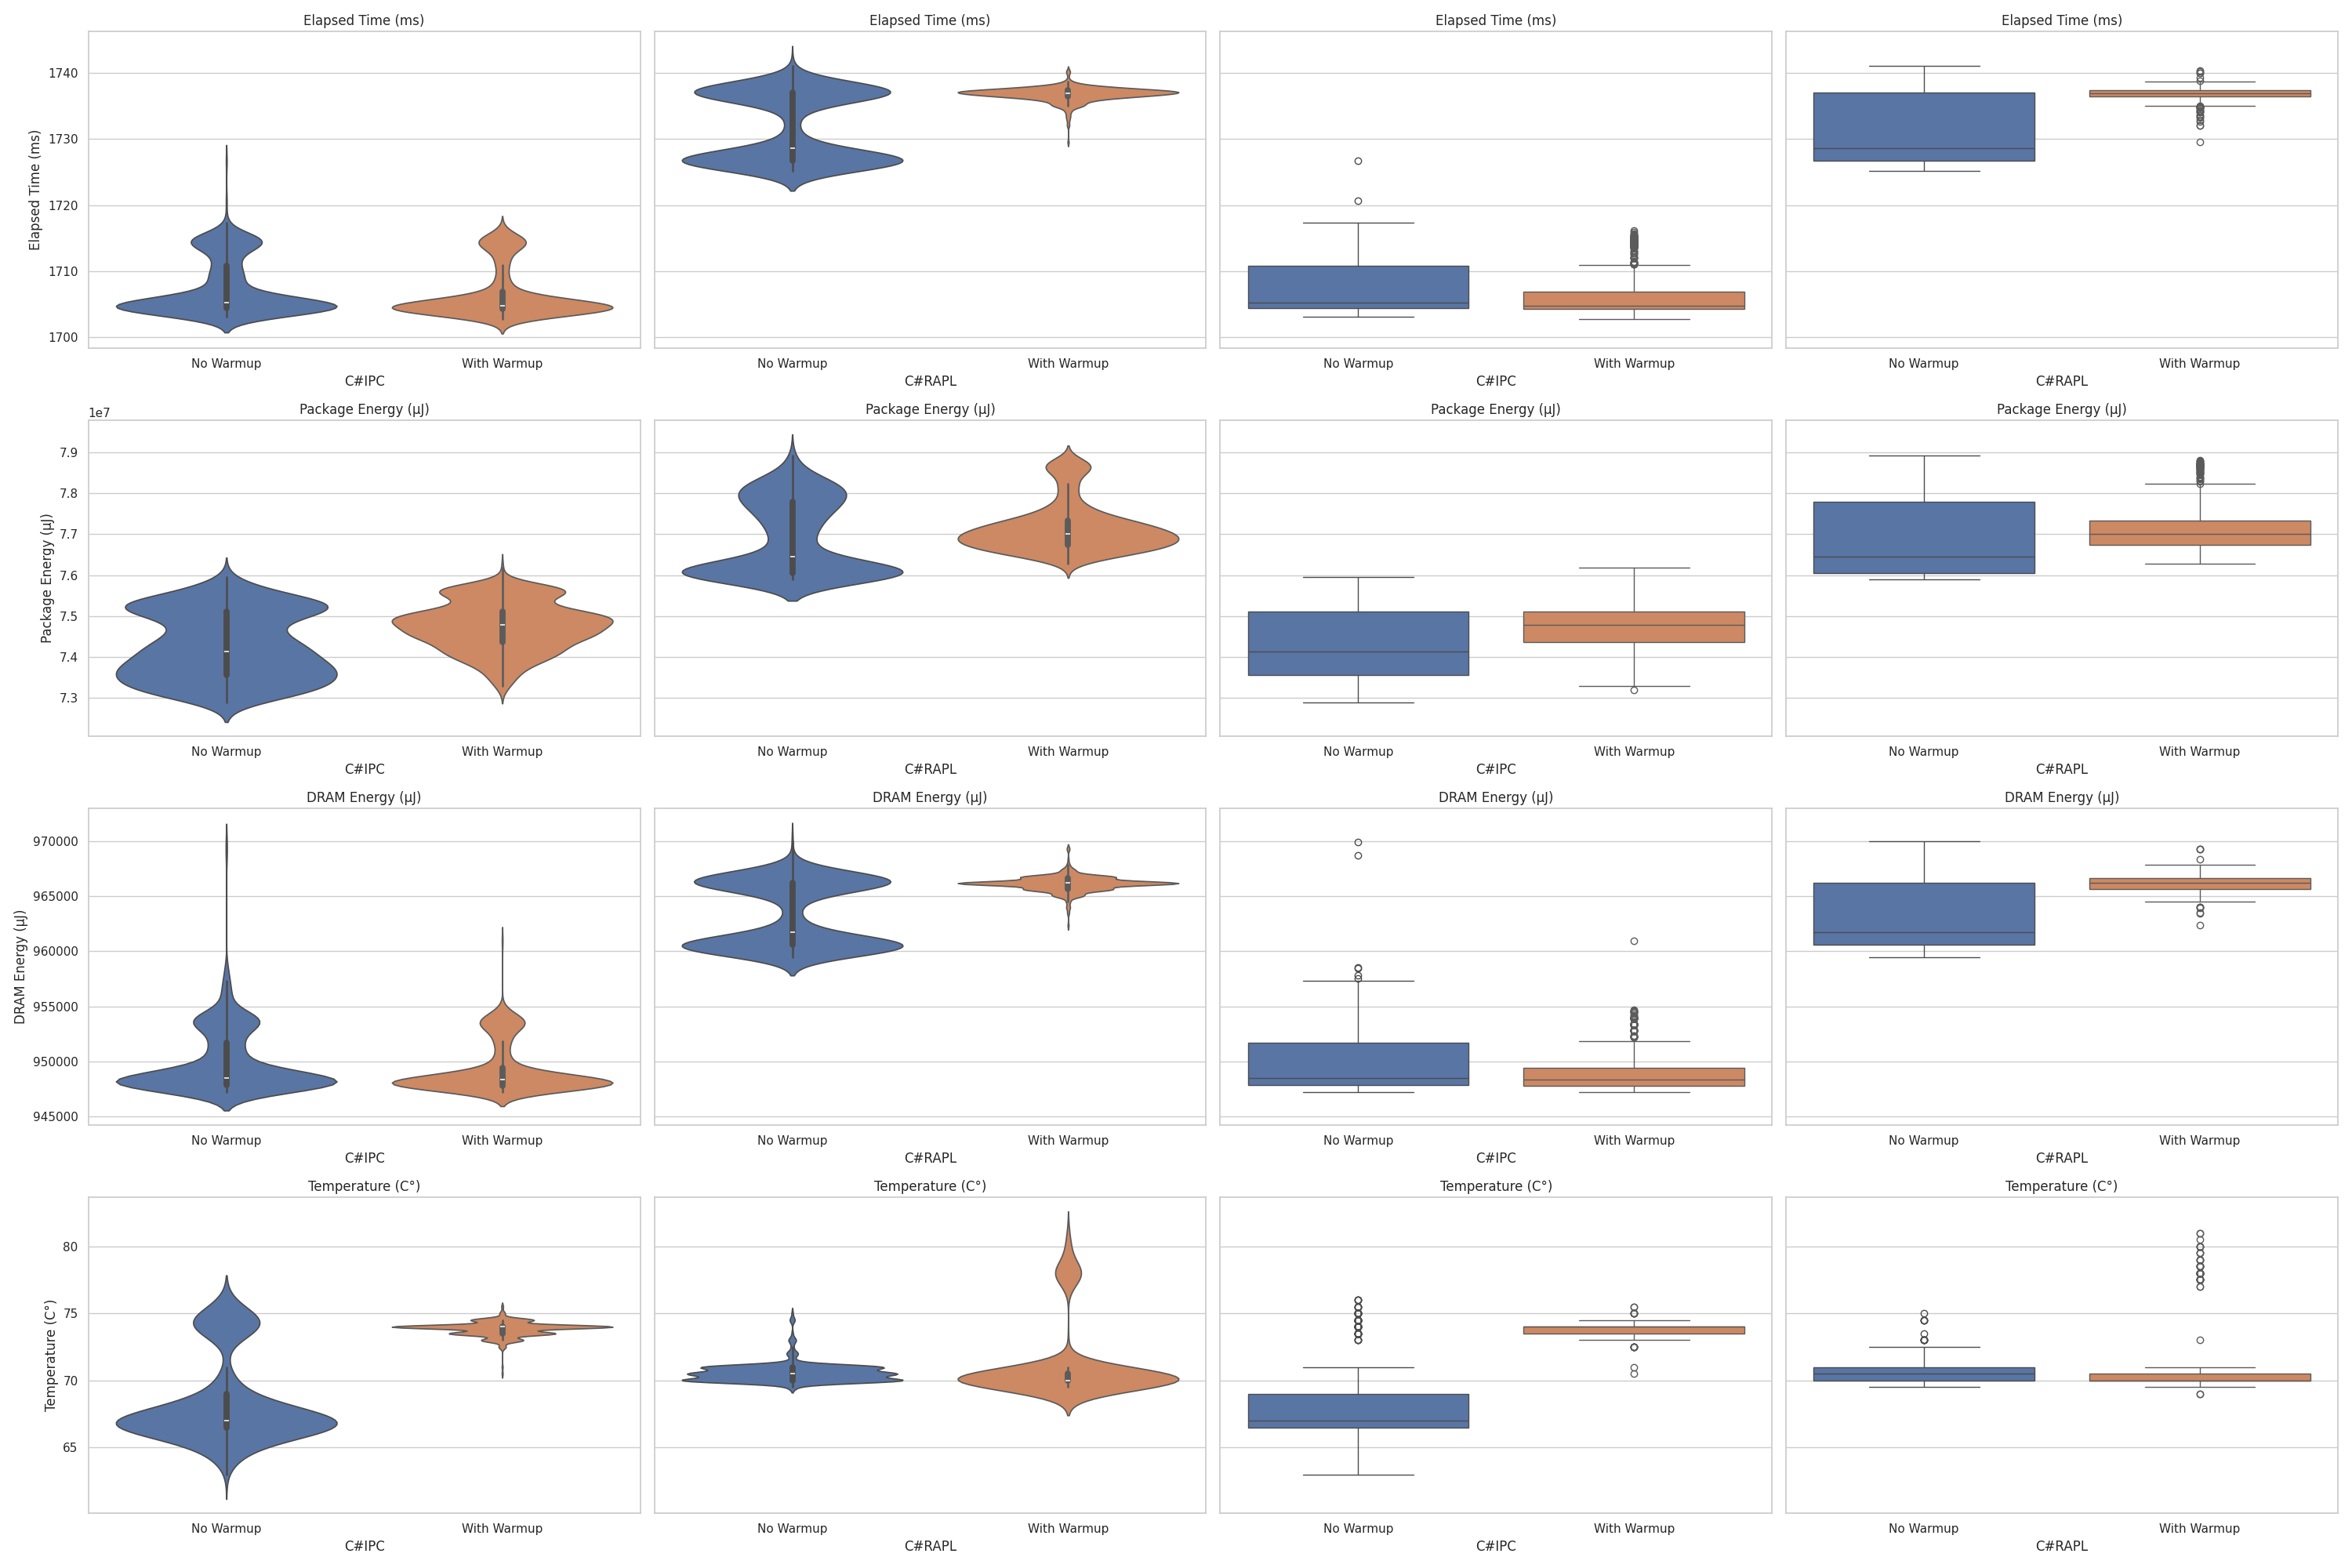 Elapsed Time (ms)
Elapsed Time (ms)
Elapsed Time (ms)
Elapsed Time (ms)
Elapsed Time (ms)
1740
1730
1720
1710
1700
No Warmup
With Warmup
No Warmup
With Warmup
No Warmup
With Warmup
No Warmup
With Warmup
C#IPC
C#RAPL
C#IPC
C#RAPL
1e7
Package Energy (μJ)
Package Energy (μJ)
Package Energy (μJ)
Package Energy (μJ)
Package Energy (μJ)
7.9
7.8
7.7
7.6
7.5
7.4
7.3
No Warmup
With Warmup
No Warmup
With Warmup
No Warmup
With Warmup
No Warmup
With Warmup
C#IPC
C#RAPL
C#IPC
C#RAPL
DRAM Energy (μJ)
DRAM Energy (μJ)
DRAM Energy (μJ)
DRAM Energy (μJ)
DRAM Energy (μJ)
970000
965000
960000
955000
950000
945000
No Warmup
With Warmup
No Warmup
With Warmup
No Warmup
With Warmup
No Warmup
With Warmup
C#IPC
C#RAPL
C#IPC
C#RAPL
Temperature (C°)
Temperature (C°)
Temperature (C°)
Temperature (C°)
Temperature (C°)
80
75
70
65
No Warmup
With Warmup
No Warmup
With Warmup
No Warmup
With Warmup
No Warmup
With Warmup
C#IPC
C#RAPL
C#IPC
C#RAPL